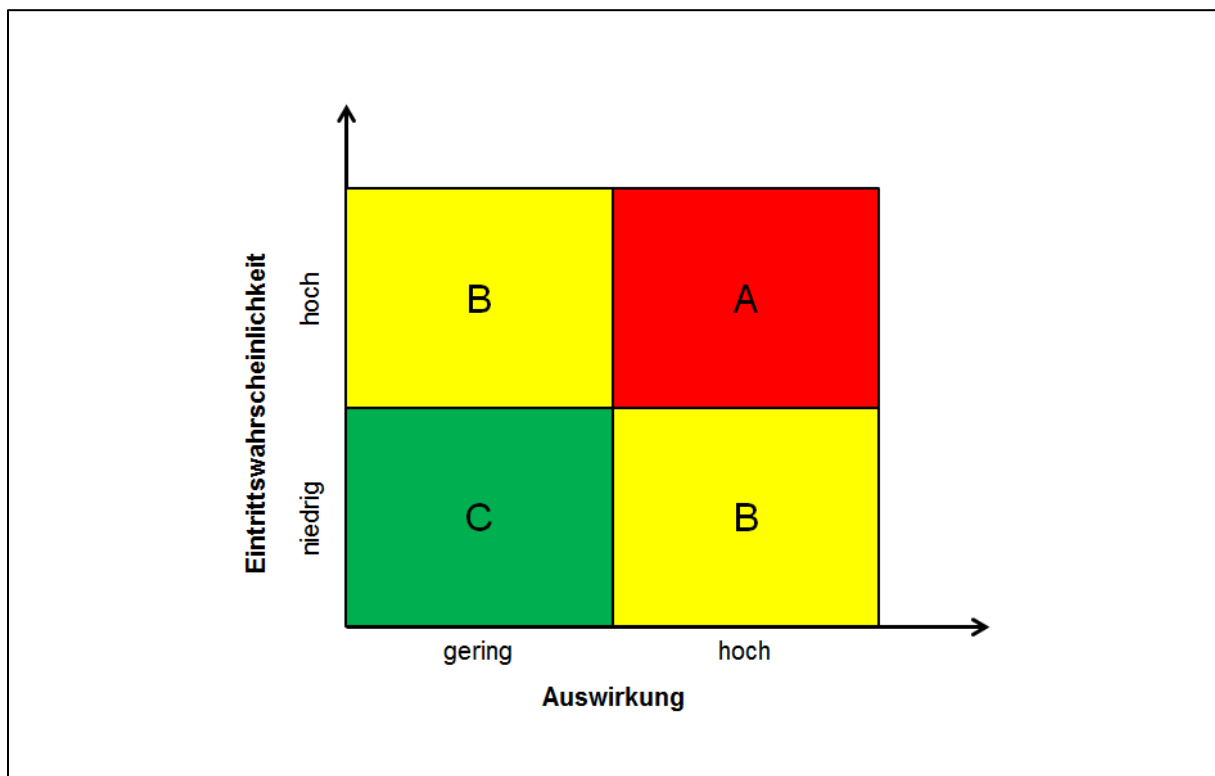 Eintrittswahrscheinlichkeit
hoch
niedrig
B
A
C
B
gering
hoch
Auswirkung